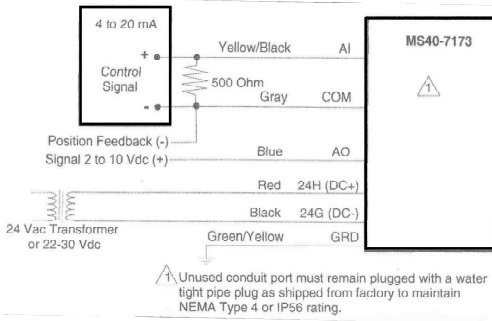 4 to 20 mA
+
Control
Signal
-
Yellow/Black
AI
500 Ohm
Gray
COM
MS40-7173
1
Position Feedback (-)
Signal 2 to 10 Vdc (+)
Blue
AO
Red
24H (DC+)
Black
24G (DC-)
24 Vac Transformer
or 22-30 Vdc
Green/Yellow
GRD
1 Unused conduit port must remain plugged with a water
tight pipe plug as shipped from factory to maintain
NEMA Type 4 or IP56 rating.